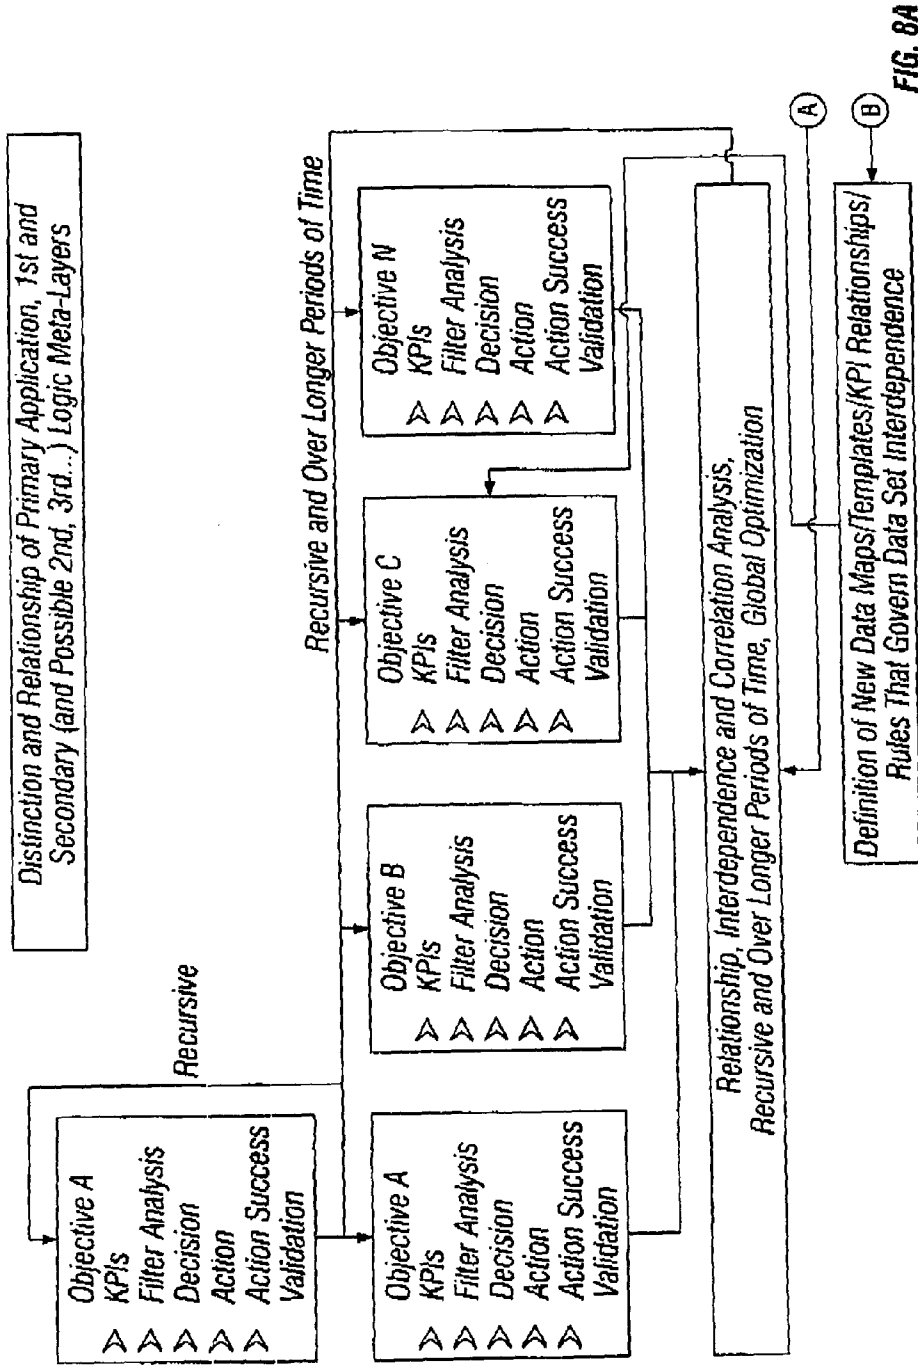 Distinction and Relationship of Primary Application, 1st and
Secondary (and Possible 2nd, 3rd...) Logic Meta-Layers
Objective A
KPIs
Filter Analysis
Decision
Action
Action Success
Validation
Recursive
Recursive and Over Longer Periods of Time
Objective A
KPIs
Filter Analysis
Decision
Action
Action Success
Validation
Objective B
KPIs
Filter Analysis
Decision
Action
Action Success
Validation
Objective C
KPIs
Filter Analysis
Decision
Action
Action Success
Validation
Objective N
KPIs
Filter Analysis
Decision
Action
Action Success
Validation
Relationship, Interdependence and Correlation Analysis,
Recursive and Over Longer Periods of Time, Global Optimization
A
Definition of New Data Maps/Templates/KPI Relationships/
Rules That Govern Data Set Interdependence
B
FIG. 8A